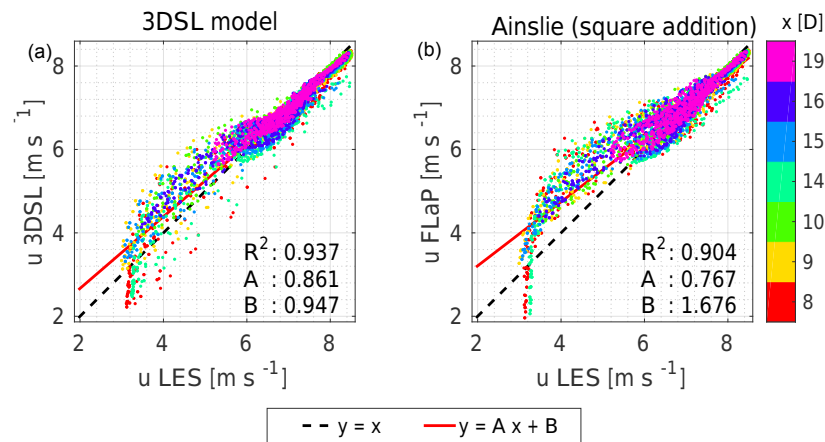 3DSL model
Ainslie (square addition)
x [D]
(a)
(b)
u 3DSL [m s⁻¹]
8
6
4
2
R²: 0.937
A : 0.861
B : 0.947
2 4 6 8
u LES [m s⁻¹]
u FLaP [m s⁻¹]
8
6
4
2
R²: 0.904
A : 0.767
B : 1.676
2 4 6 8
u LES [m s⁻¹]
19
16
15
14
10
9
8
y = x
y = A x + B